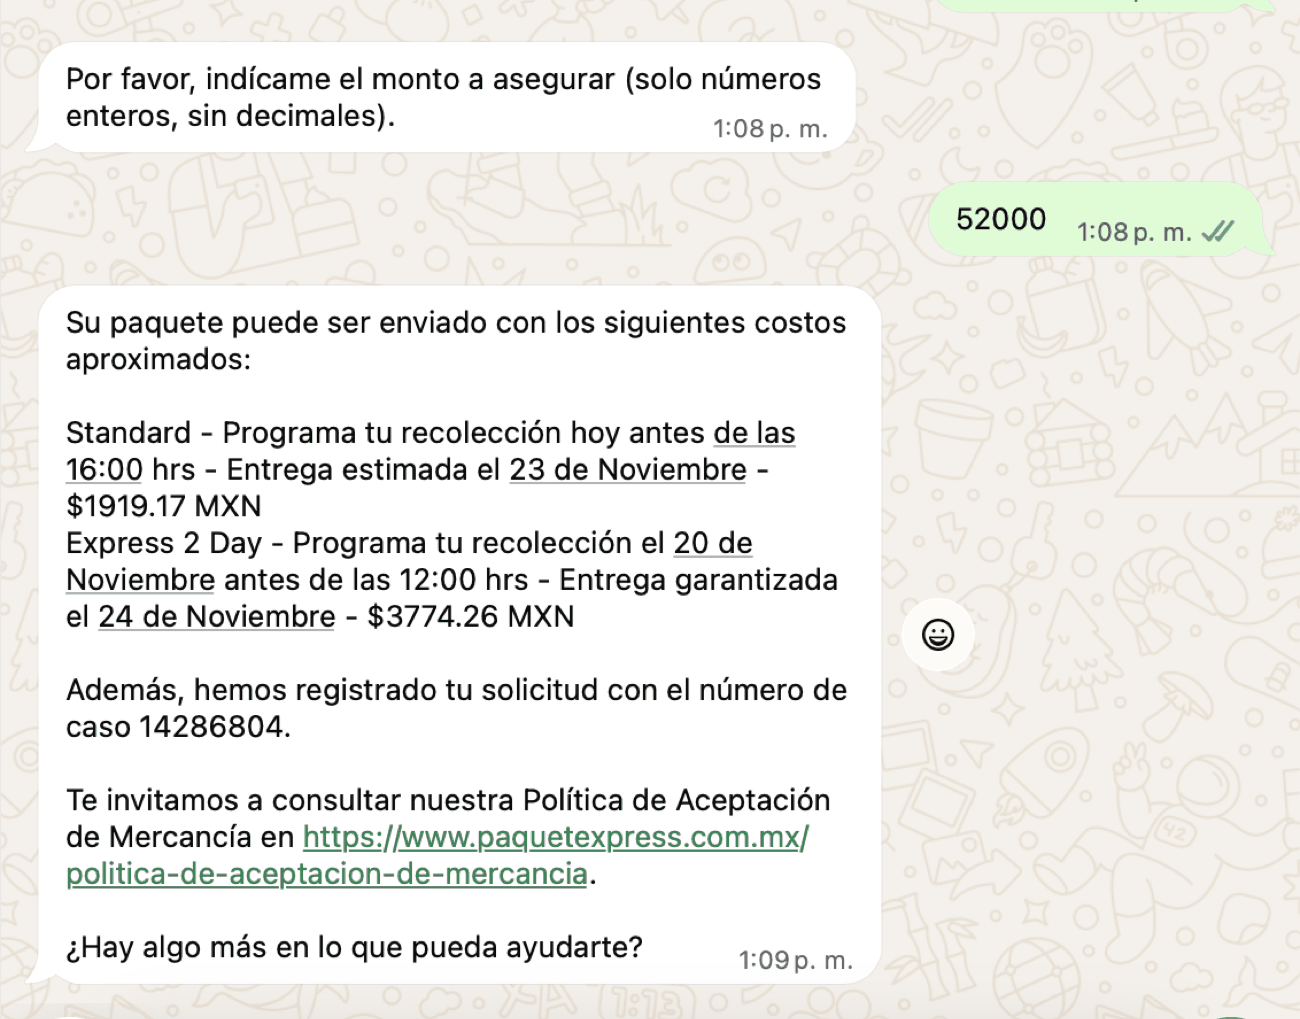 Por favor, indícame el monto a asegurar (solo números
enteros, sin decimales).
1:08 p. m.
52000
1:08 p. m.
Su paquete puede ser enviado con los siguientes costos
aproximados:
Standard - Programa tu recolección hoy antes de las
16:00 hrs - Entrega estimada el 23 de Noviembre -
$1919.17 MXN
Express 2 Day - Programa tu recolección el 20 de
Noviembre antes de las 12:00 hrs - Entrega garantizada
el 24 de Noviembre - $3774.26 MXN
Además, hemos registrado tu solicitud con el número de
caso 14286804.
Te invitamos a consultar nuestra Política de Aceptación
de Mercancía en https://www.paquetexpress.com.mx/
politica-de-aceptacion-de-mercancia.
¿Hay algo más en lo que pueda ayudarte?
1:09 p. m.